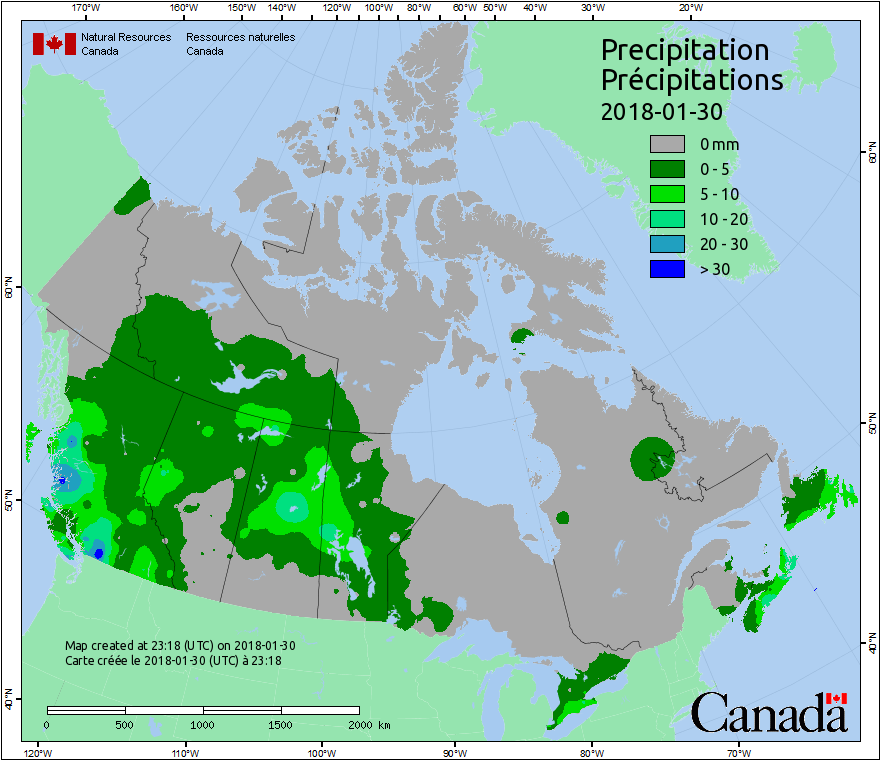 170°W 160°W 150°W 140°W 130°W 120°W 110°W 100°W 90°W 80°W 70°W 60°W 50°W 40°W 30°W 20°W
Natural Resources Ressources naturelles
Canada Canada
Precipitation
Précipitations
2018-01-30
0 mm
0 - 5
5 - 10
10 - 20
20 - 30
> 30
60°N
60°N
50°N
50°N
40°N
40°N
Map created at 23:18 (UTC) on 2018-01-30
Carte créée le 2018-01-30 (UTC) à 23:18
0 500 1000 1500 2000 km
Canada
120°W 110°W 100°W 90°W 80°W 70°W